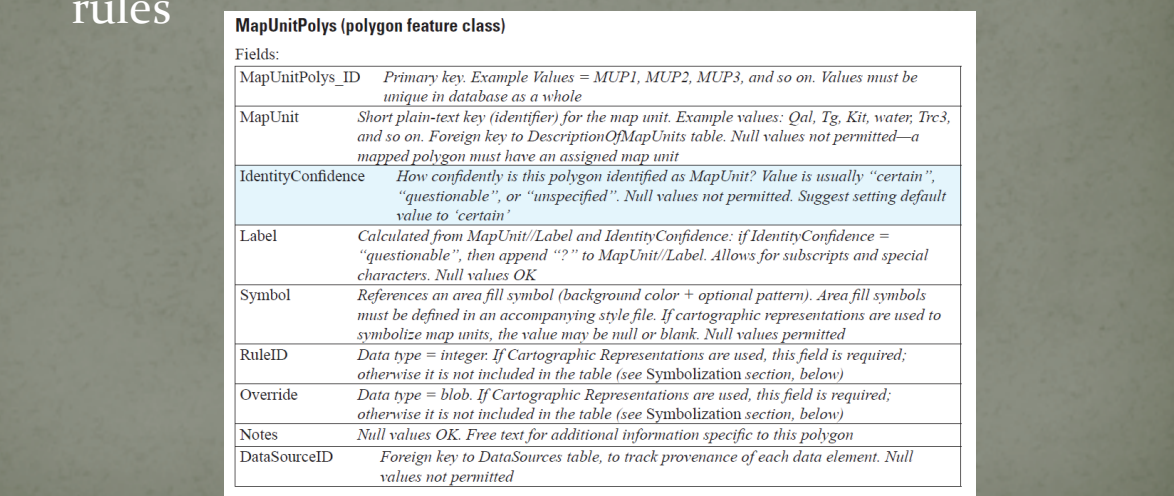 rules
MapUnitPolys (polygon feature class)
Fields:
MapUnitPolys_ID Primary key. Example Values = MUP1, MUP2, MUP3, and so on. Values must be
unique in database as a whole
MapUnit Short plain-text key (identifier) for the map unit. Example values: Qal, Tg, Kit, water, Trc3,
and so on. Foreign key to DescriptionOfMapUnits table. Null values not permitted—a
mapped polygon must have an assigned map unit
IdentityConfidence How confidently is this polygon identified as MapUnit? Value is usually “certain”,
“questionable”, or “unspecified”. Null values not permitted. Suggest setting default
value to ‘certain’
Label Calculated from MapUnit//Label and IdentityConfidence: if IdentityConfidence =
“questionable”, then append “?” to MapUnit//Label. Allows for subscripts and special
characters. Null values OK
Symbol References an area fill symbol (background color + optional pattern). Area fill symbols
must be defined in an accompanying style file. If cartographic representations are used to
symbolize map units, the value may be null or blank. Null values permitted
RuleID Data type = integer. If Cartographic Representations are used, this field is required;
otherwise it is not included in the table (see Symbolization section, below)
Override Data type = blob. If Cartographic Representations are used, this field is required;
otherwise it is not included in the table (see Symbolization section, below)
Notes Null values OK. Free text for additional information specific to this polygon
DataSourceID Foreign key to DataSources table, to track provenance of each data element. Null
values not permitted